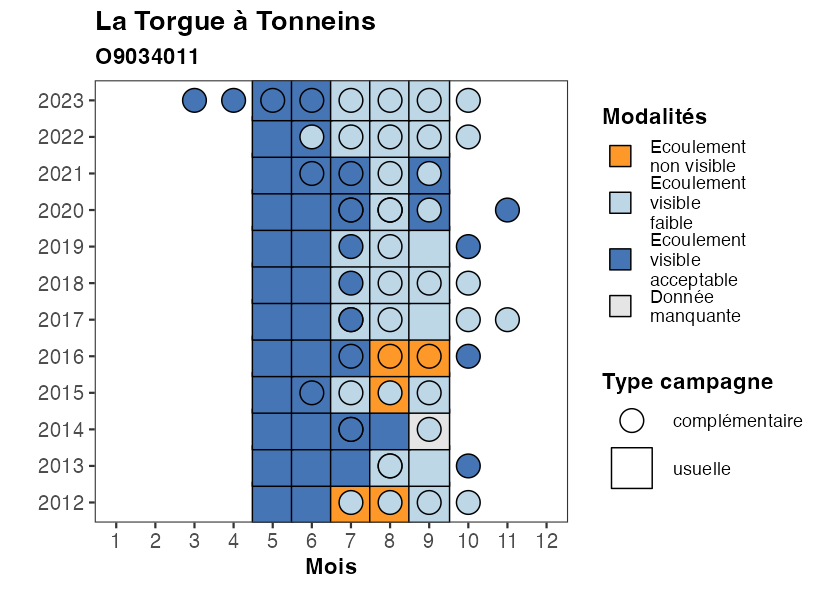 La Torgue à Tonneins
O9034011
2023
2022
2021
2020
2019
2018
2017
2016
2015
2014
2013
2012
1 2 3 4 5 6 7 8 9 10 11 12
Mois
Modalités
Ecoulement
non visible
Ecoulement
visible
faible
Ecoulement
visible
acceptable
Donnée
manquante
Type campagne
complémentaire
usuelle